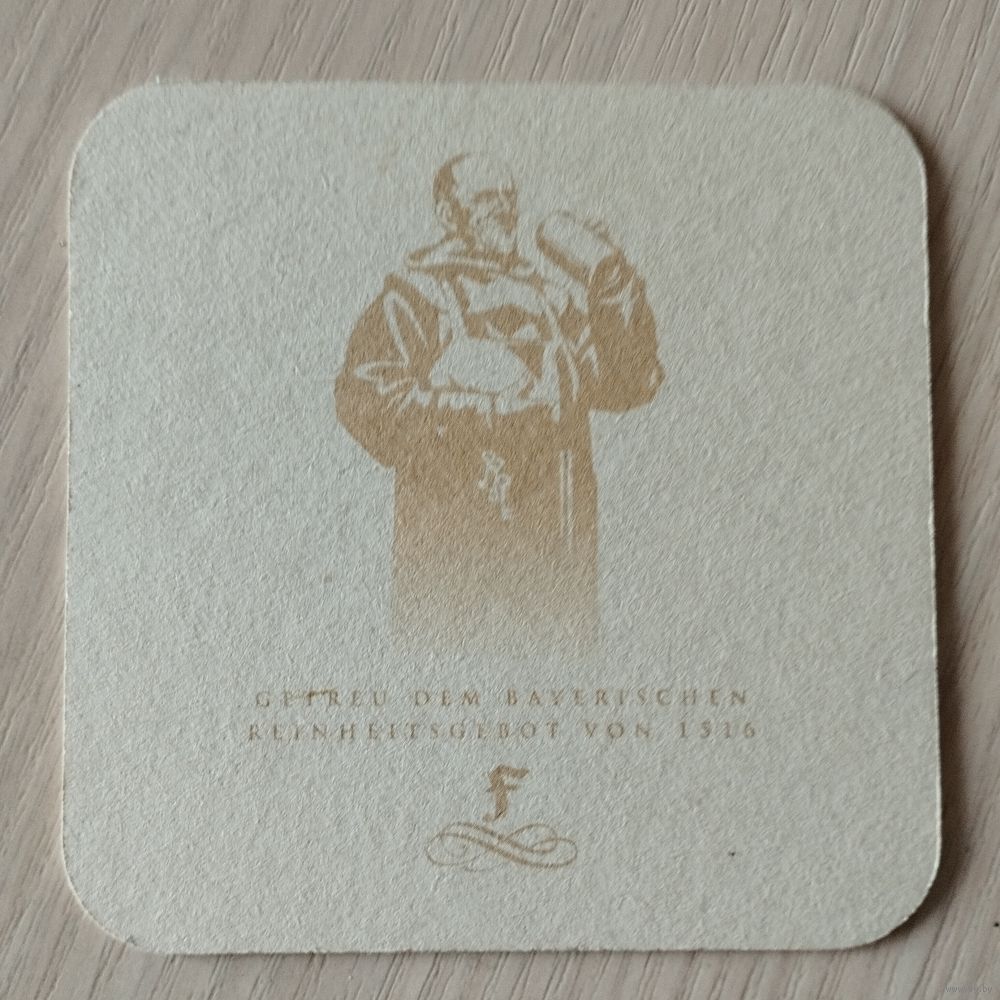 GETREU DEM BAYERISCHEN
REINHEITSGEBOT VON 1516
F